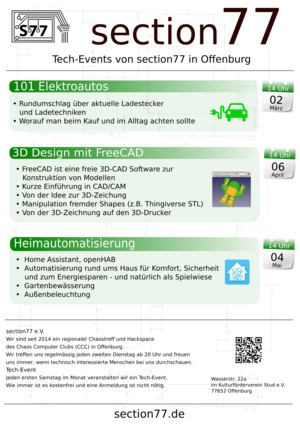 S77
section77
Tech-Events von section77 in Offenburg
101 Elektroautos
14 Uhr
02
März
• Rundumschlag über aktuelle Ladestecker
und Ladetechniken
• Worauf man beim Kauf und im Alltag achten sollte
3D Design mit FreeCAD
14 Uhr
06
April
• FreeCAD ist eine freie 3D-CAD Software zur
Konstruktion von Modellen
• Kurze Einführung in CAD/CAM
• Von der Idee zur 3D-Zeichung
• Manipulation fremder Shapes (z.B. Thingiverse STL)
• Von der 3D-Zeichnung auf den 3D-Drucker
Heimautomatisierung
14 Uhr
04
Mai
• Home Assistant, openHAB
• Automatisierung rund ums Haus für Komfort, Sicherheit
und zum Energiesparen - und natürlich als Spielwiese
• Gartenbewässerung
• Außenbeleuchtung
section77 e.V.
Wir sind seit 2014 ein regionaler Chaostreff und Hackspace
des Chaos Computer Clubs (CCC) in Offenburg.
Wir treffen uns regelmässig jeden zweiten Dienstag ab 20 Uhr und freuen
uns immer, wenn technisch interessierte Menschen bei uns durchschauen.
Tech-Event
Jeden ersten Samstag im Monat veranstalten wir ein Tech-Event.
Wie immer ist es kostenfrei und eine Anmeldung ist nicht nötig.
Wasserstr. 22a
im Kulturförderverein Stud e.V.
77652 Offenburg
section77.de